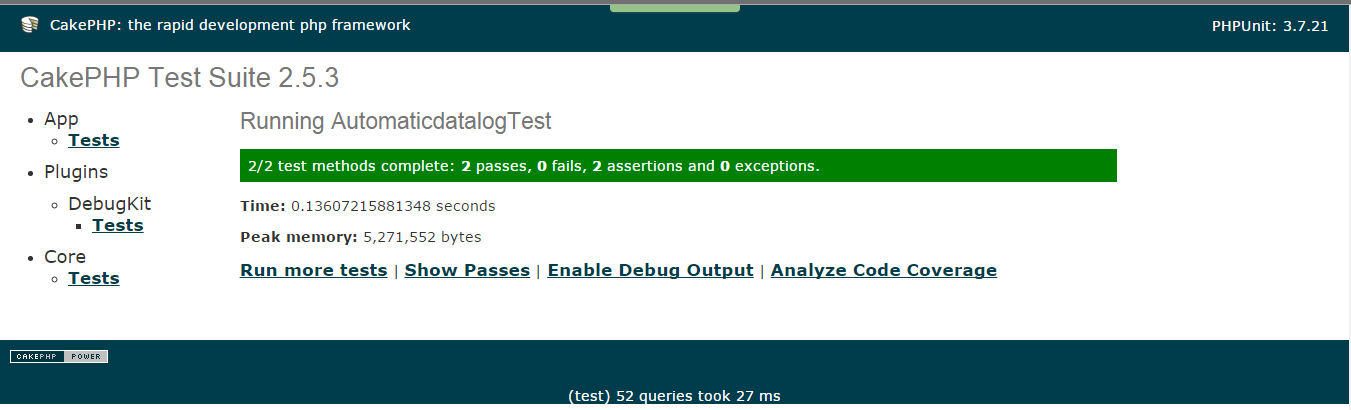 CakePHP: the rapid development php framework
PHPUnit: 3.7.21
CakePHP Test Suite 2.5.3
App
Tests
Plugins
DebugKit
Tests
Core
Tests
Running AutomaticdatalogTest
2/2 test methods complete: 2 passes, 0 fails, 2 assertions and 0 exceptions.
Time: 0.13607215881348 seconds
Peak memory: 5,271,552 bytes
Run more tests | Show Passes | Enable Debug Output | Analyze Code Coverage
CAKEPHP POWER
(test) 52 queries took 27 ms